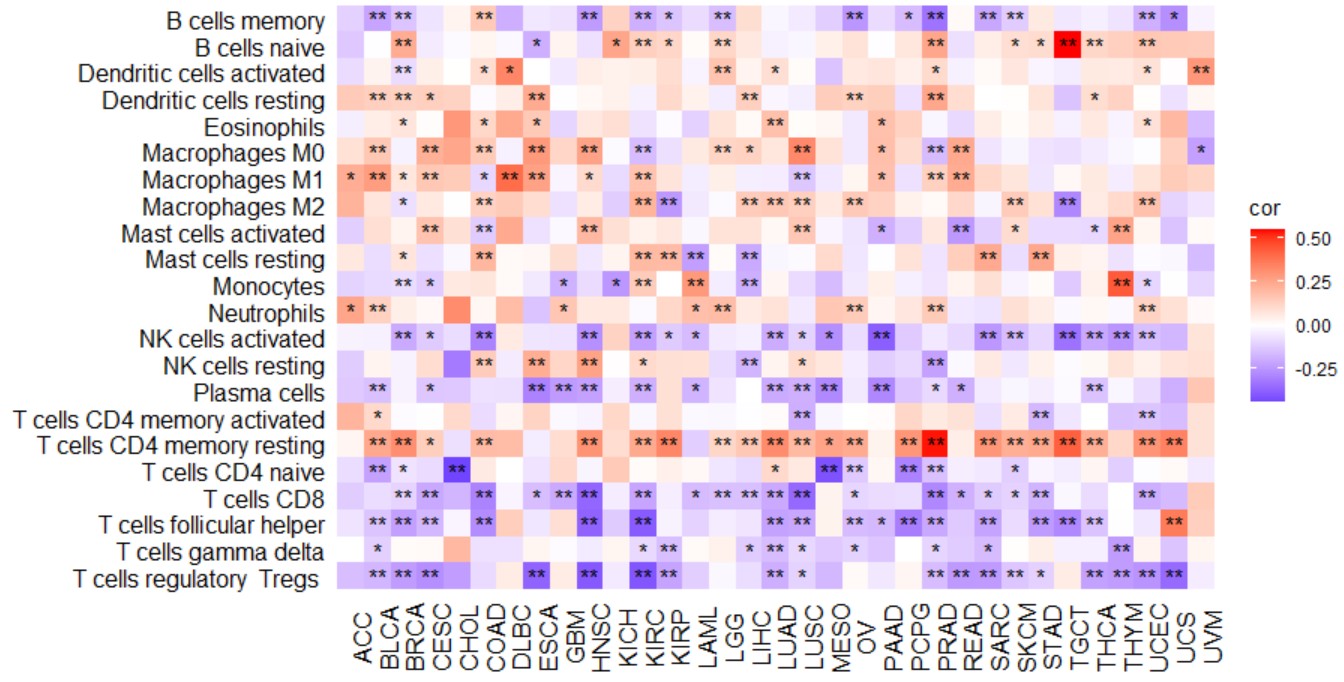 B cells memory
B cells naive
Dendritic cells activated
Dendritic cells resting
Eosinophils
Macrophages M0
Macrophages M1
Macrophages M2
Mast cells activated
Mast cells resting
Monocytes
Neutrophils
NK cells activated
NK cells resting
Plasma cells
T cells CD4 memory activated
T cells CD4 memory resting
T cells CD4 naive
T cells CD8
T cells follicular helper
T cells gamma delta
T cells regulatory Tregs
ACC
BLCA
BRCA
CESC
CHOL
COAD
DLBC
ESCA
GBM
HNSC
KICH
KIRC
KIRP
LAML
LGG
LIHC
LUAD
LUSC
MESO
OV
PAAD
PCPG
PRAD
READ
SARC
SKCM
STAD
TGCT
THCA
THYM
UCEC
UCS
UVM
cor
0.50
0.25
0.00
-0.25